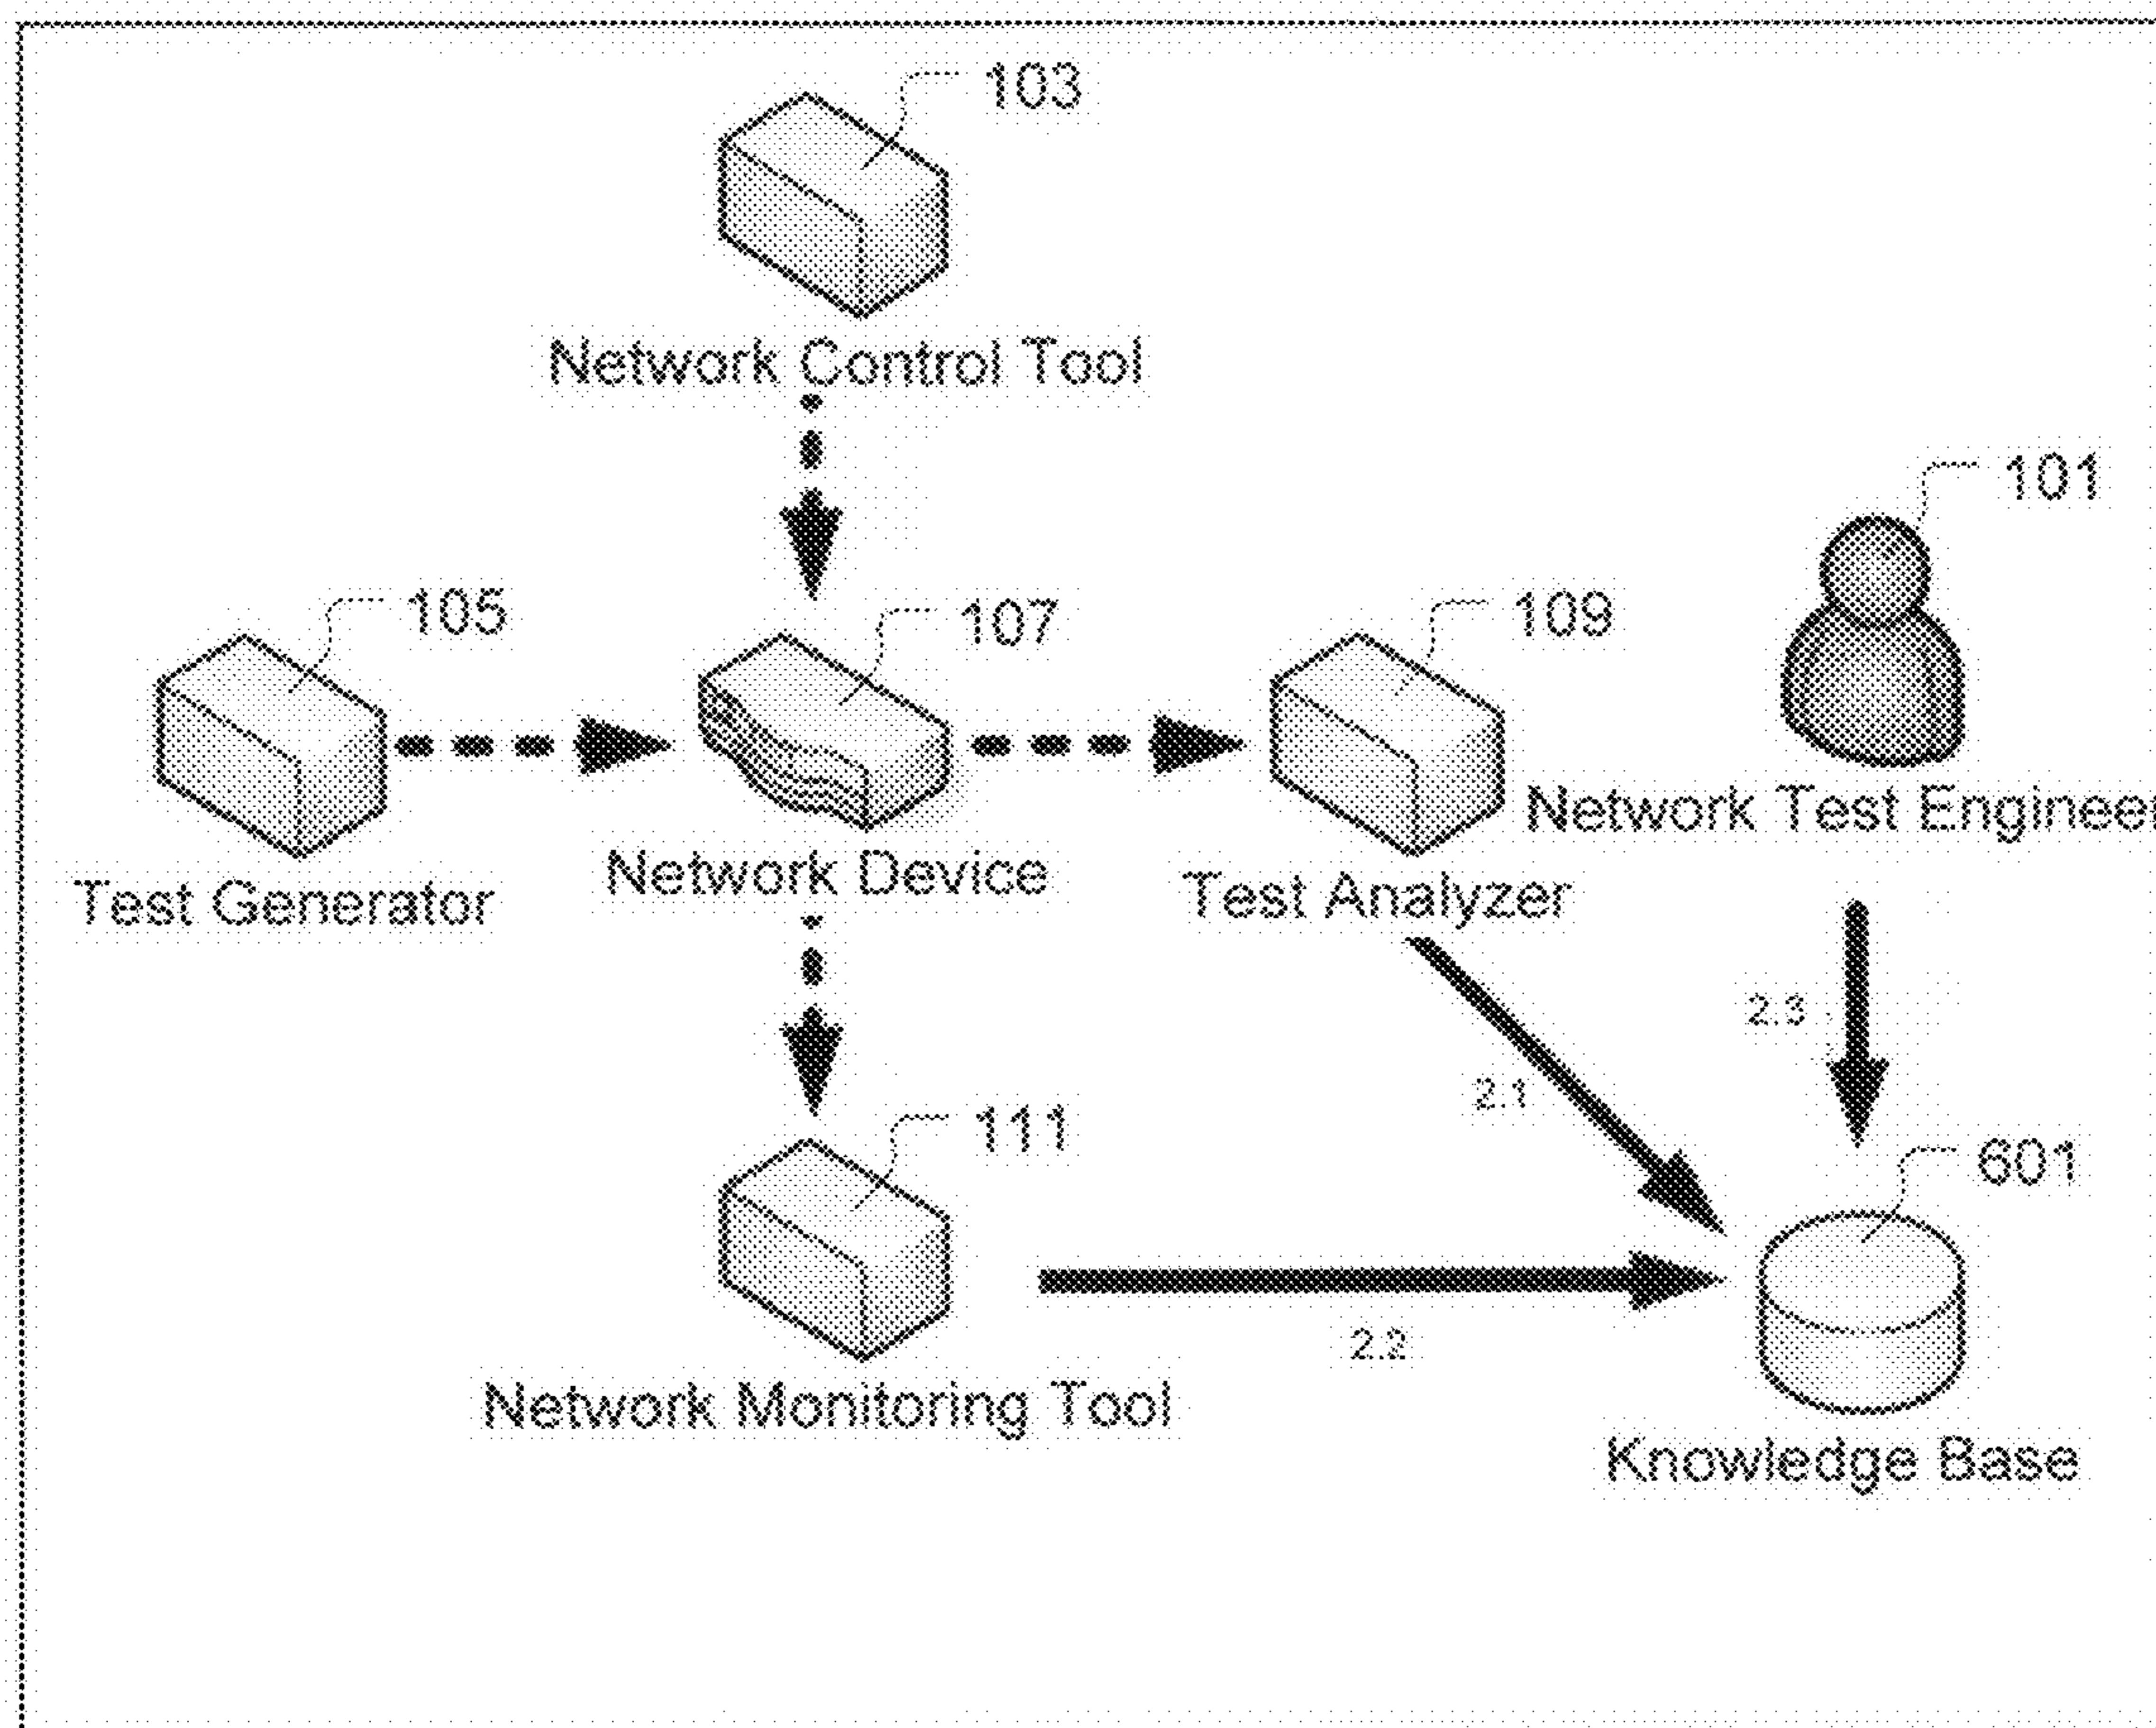 103
Network Control Tool
101
105
107
109
Network Test Engineer
Network Device
Test Generator
Test Analyzer
2.3
2.1
111
601
2.2
Network Monitoring Tool
Knowledge Base